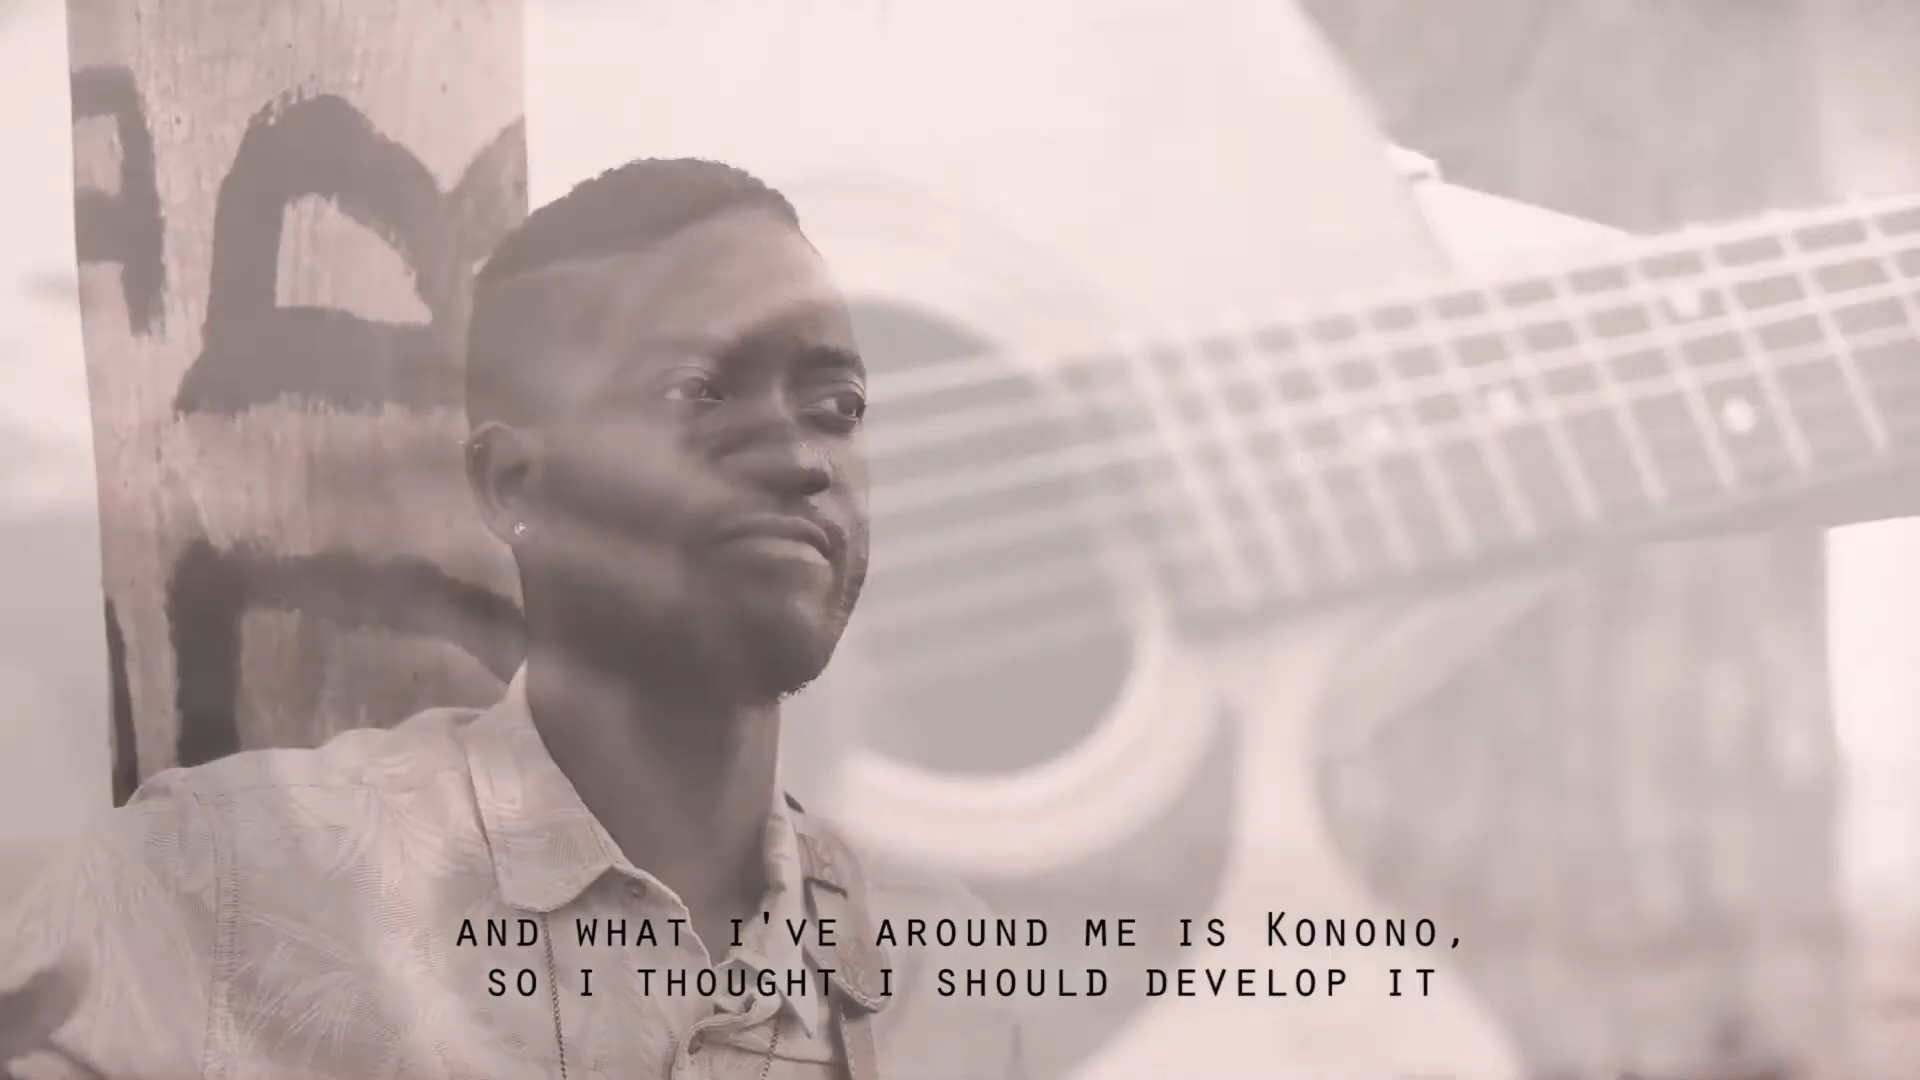 AND WHAT I'VE AROUND ME IS KONONO,
SO I THOUGHT I SHOULD DEVELOP IT